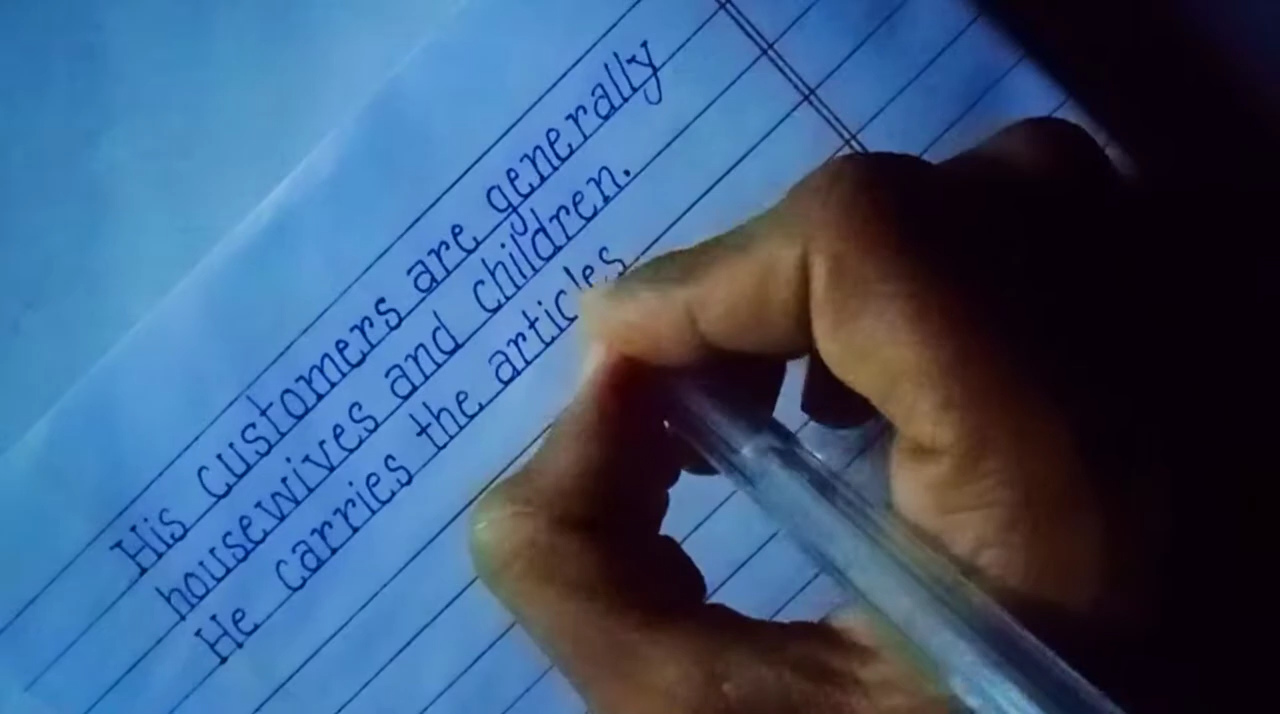 His customers are generally
housewives and children.
He carries the articles